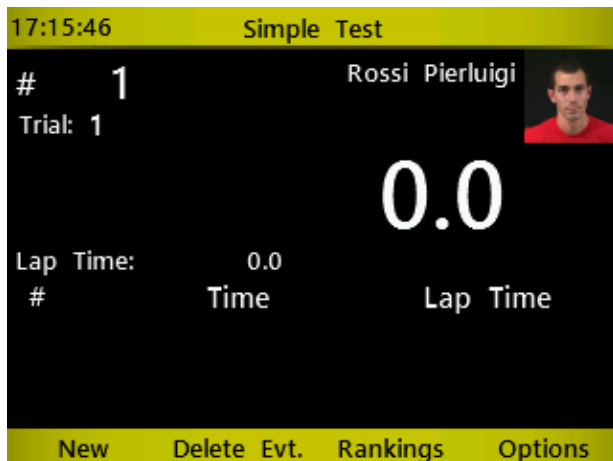 17:15:46 Simple Test
# 1 Rossi Pierluigi
Trial: 1
0.0
Lap Time: 0.0
# Time Lap Time
New Delete Evt. Rankings Options